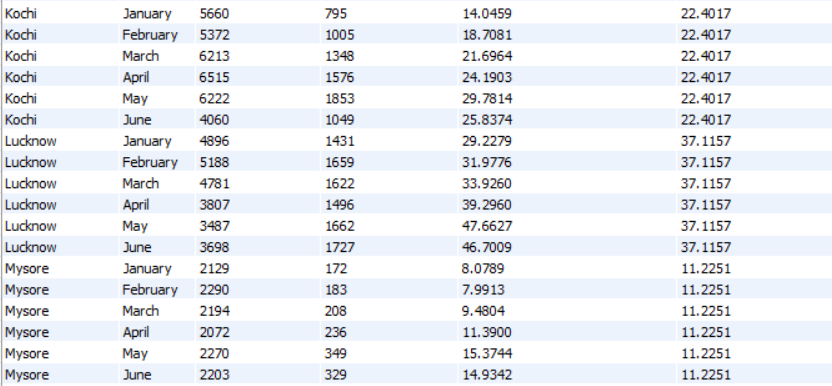 Kochi January 5660 795 14.0459 22.4017
Kochi February 5372 1005 18.7081 22.4017
Kochi March 6213 1348 21.6964 22.4017
Kochi April 6515 1576 24.1903 22.4017
Kochi May 6222 1853 29.7814 22.4017
Kochi June 4060 1049 25.8374 22.4017
Lucknow January 4896 1431 29.2279 37.1157
Lucknow February 5188 1659 31.9776 37.1157
Lucknow March 4781 1622 33.9260 37.1157
Lucknow April 3807 1496 39.2960 37.1157
Lucknow May 3487 1662 47.6627 37.1157
Lucknow June 3698 1727 46.7009 37.1157
Mysore January 2129 172 8.0789 11.2251
Mysore February 2290 183 7.9913 11.2251
Mysore March 2194 208 9.4804 11.2251
Mysore April 2072 236 11.3900 11.2251
Mysore May 2270 349 15.3744 11.2251
Mysore June 2203 329 14.9342 11.2251